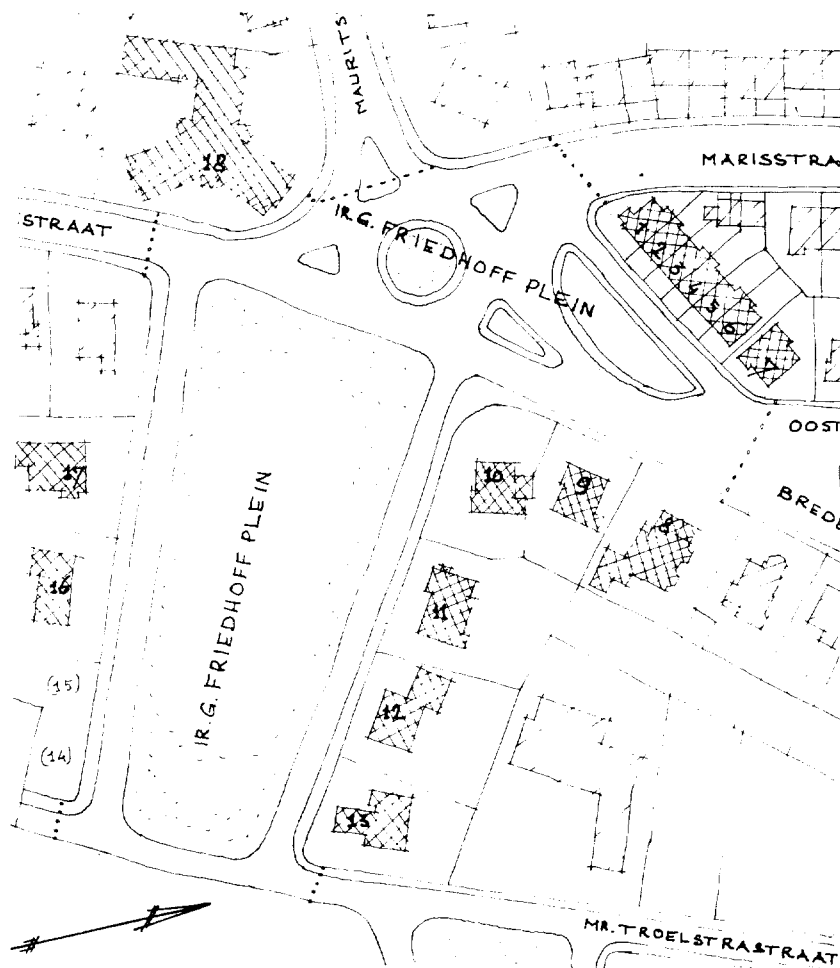 MAURITS
18
MARISSTRA
STRAAT
IR. G. FRIEDHOFF PLEIN
1
2
3
4
5
6
7
OOST
BREDE
17
10
9
8
16
11
IR. G. FRIEDHOFF PLEIN
(15)
12
(14)
13
MR. TROELSTRASTRAAT